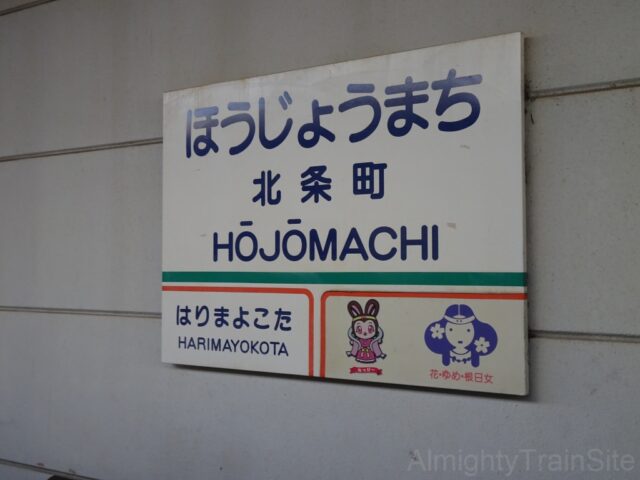 ほうじょうまち
北条町
HŌJŌMACHI
はりまよこた
HARIMAYOKOTA
花・ゆめ・根日女
AlmightyTrainSite